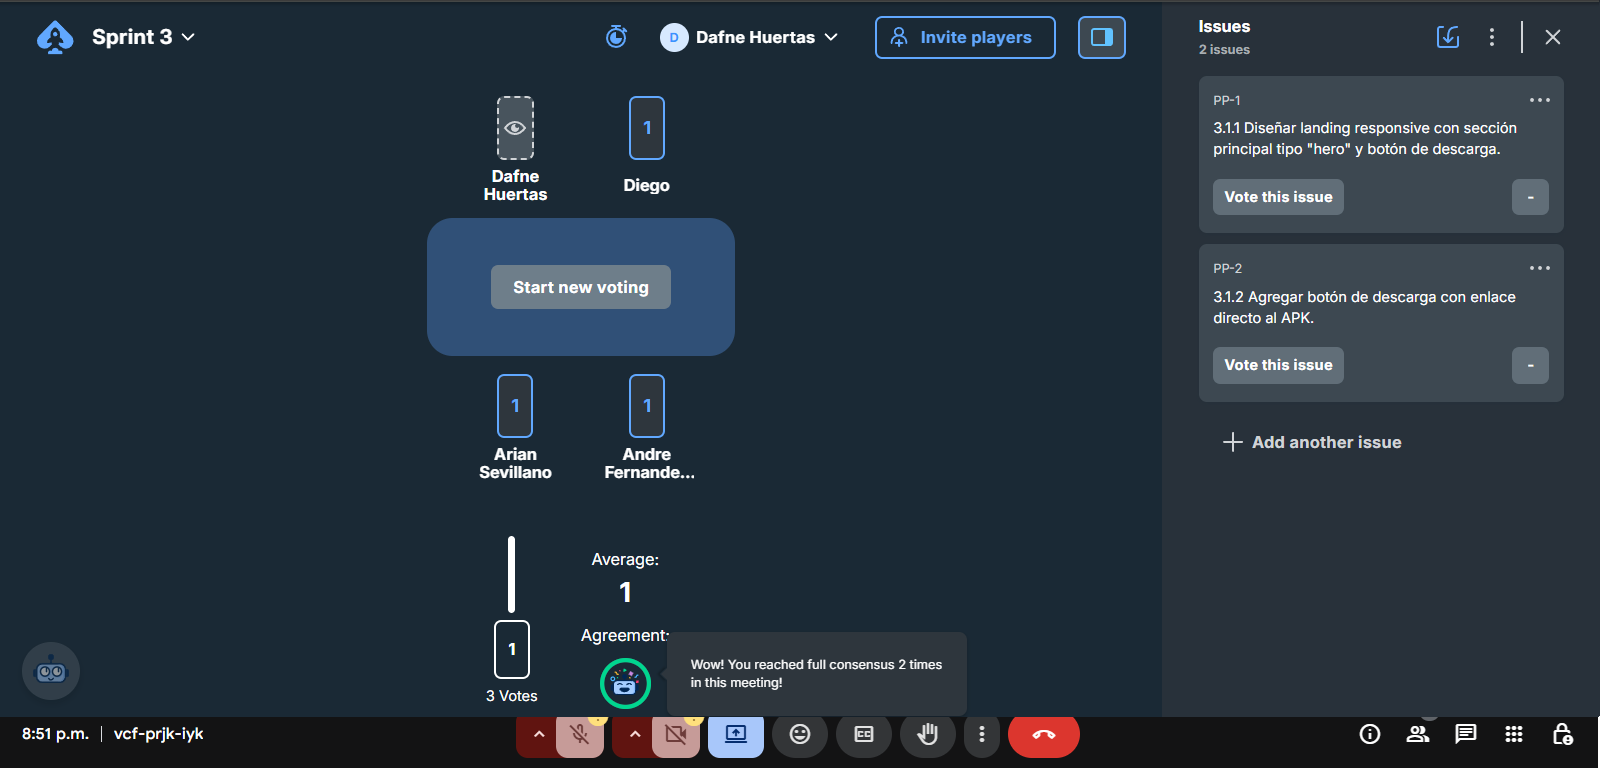 Sprint 3
D
Dafne Huertas
Invite players
1
Dafne
Huertas
Diego
Start new voting
1
1
Arian
Sevillano
Andre
Fernande...
Average:
1
Agreement:
1
3 Votes
Wow! You reached full consensus 2 times
in this meeting!
Issues
2 issues
PP-1
3.1.1 Diseñar landing responsive con sección
principal tipo "hero" y botón de descarga.
Vote this issue
-
PP-2
3.1.2 Agregar botón de descarga con enlace
directo al APK.
Vote this issue
-
Add another issue
8:51 p.m.
vcf-prjk-iyk